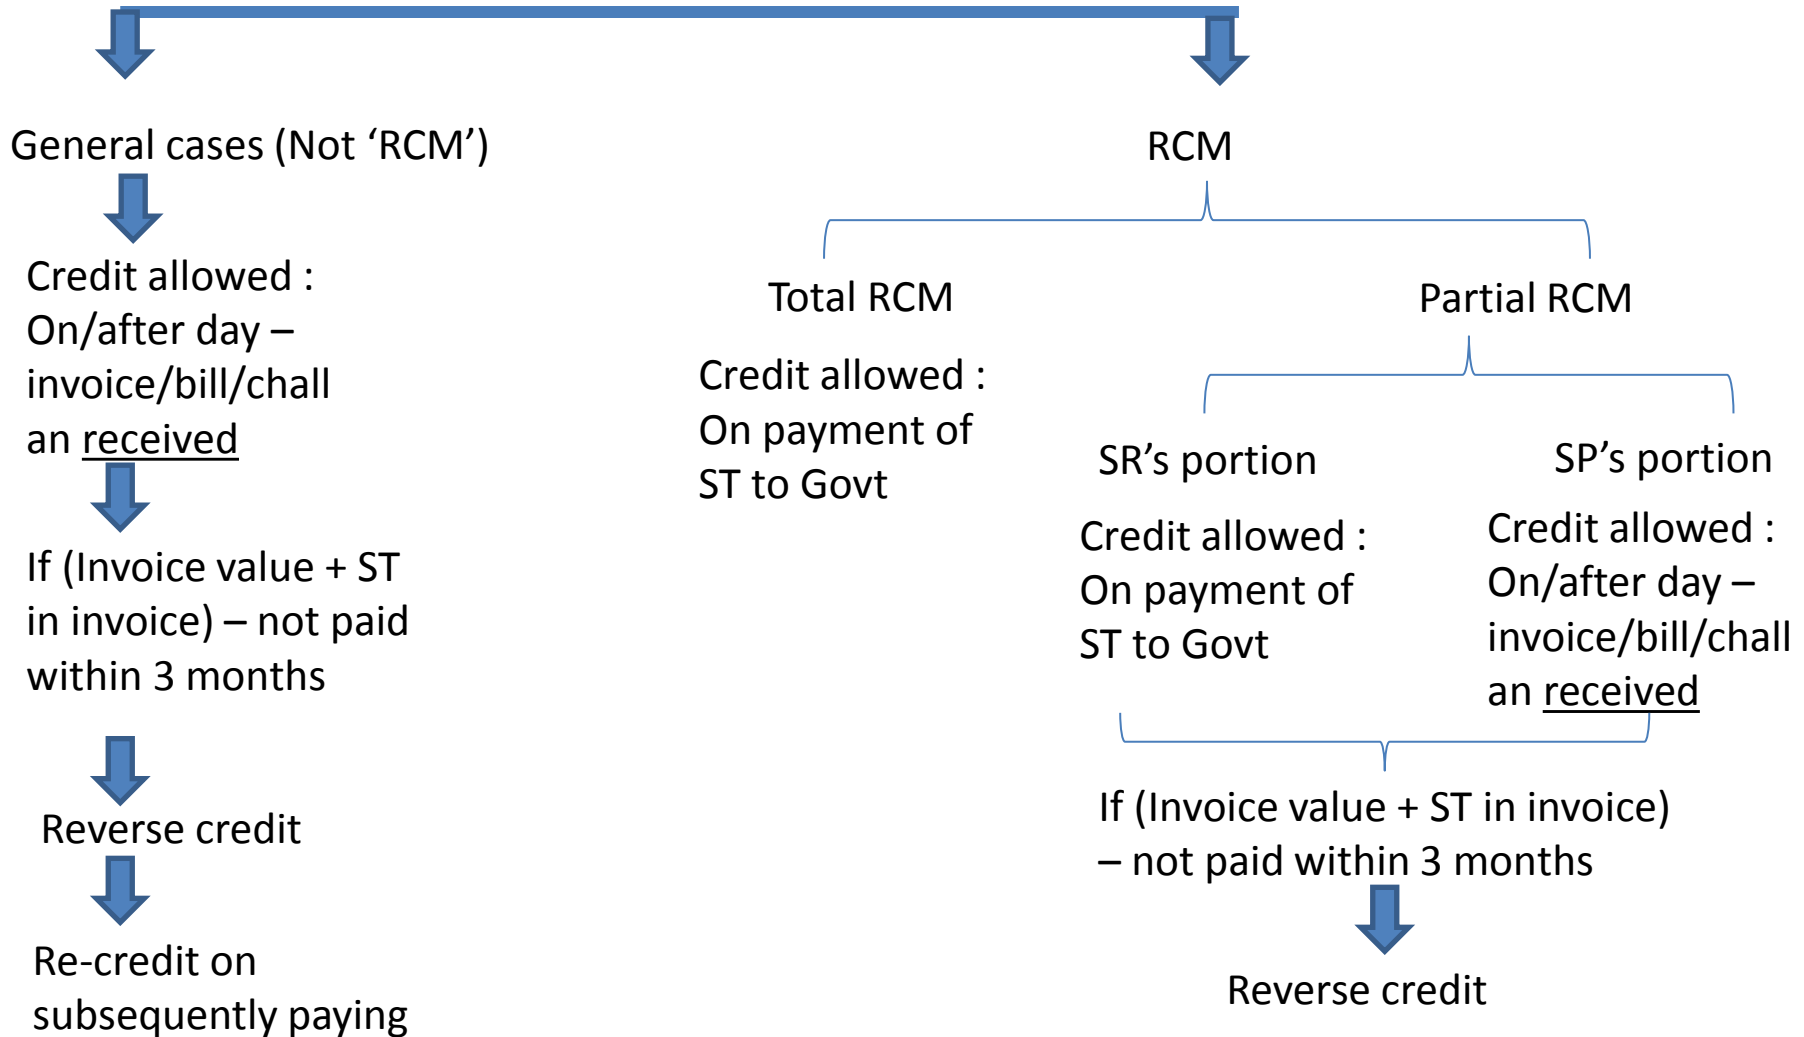 General cases (Not ‘RCM’)
Credit allowed :
On/after day –
invoice/bill/chall
an received
If (Invoice value + ST
in invoice) – not paid
within 3 months
Reverse credit
Re-credit on
subsequently paying
RCM
Total RCM
Credit allowed :
On payment of
ST to Govt
Partial RCM
SR’s portion
Credit allowed :
On payment of
ST to Govt
SP’s portion
Credit allowed :
On/after day –
invoice/bill/chall
an received
If (Invoice value + ST in invoice)
– not paid within 3 months
Reverse credit